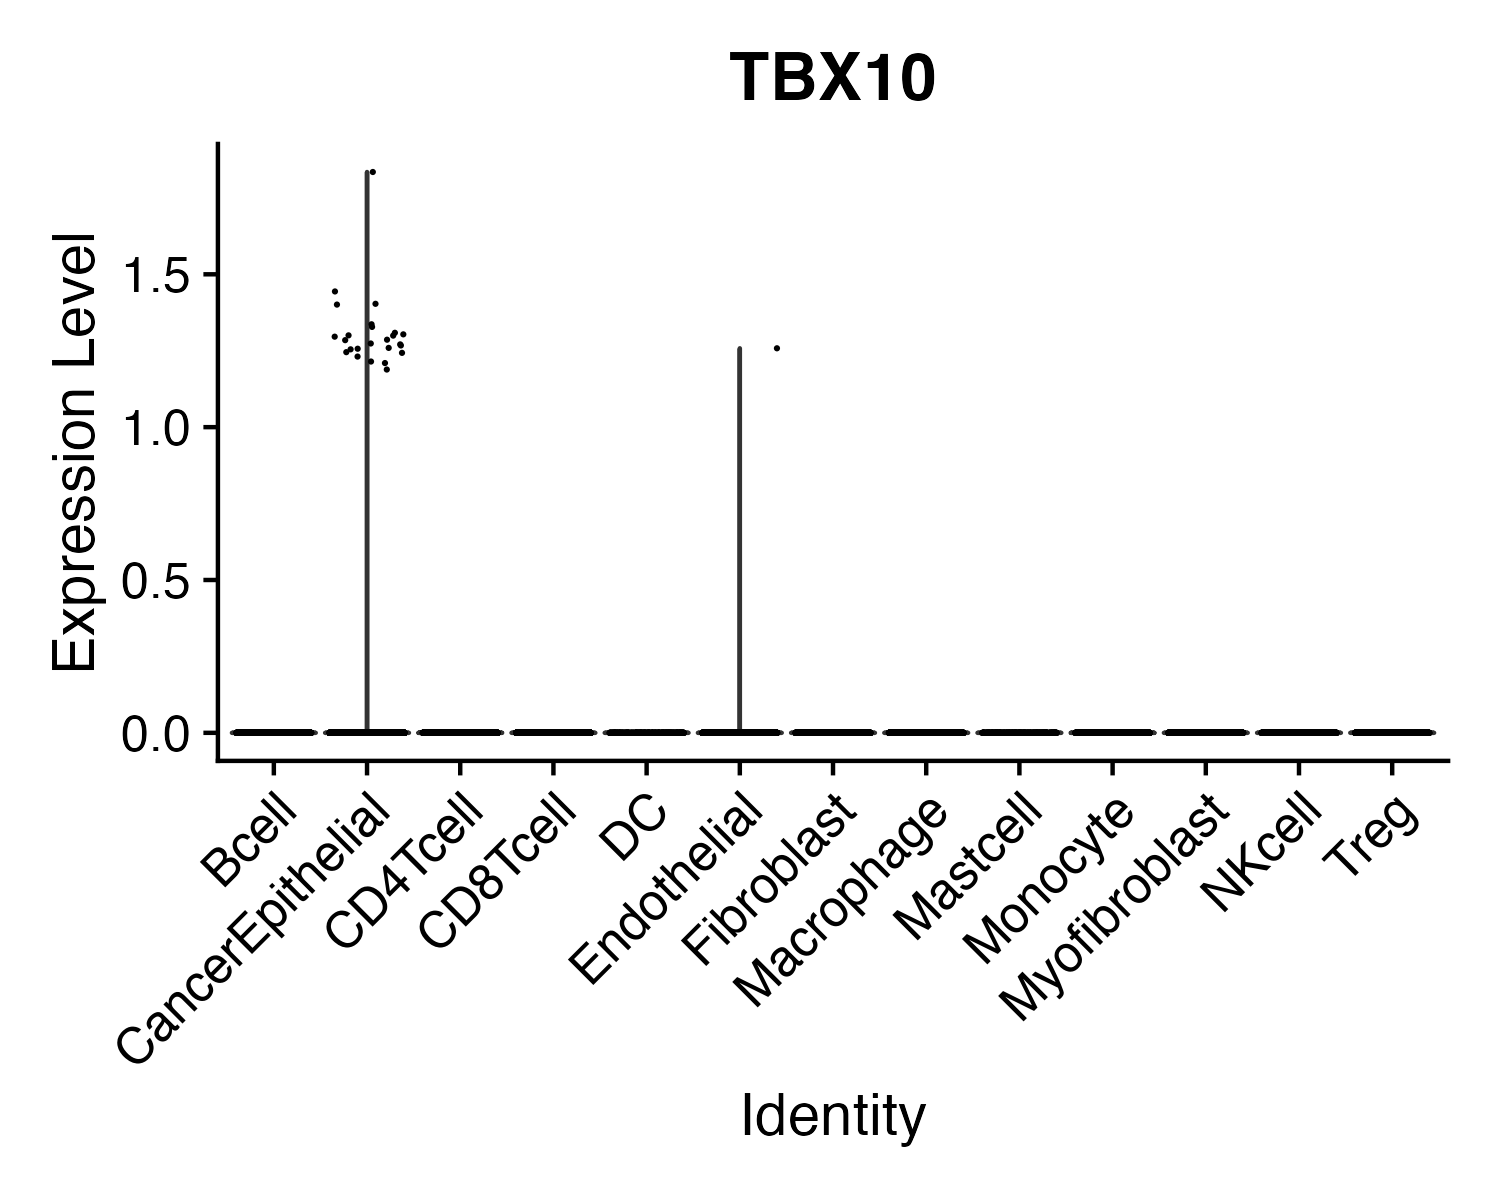 TBX10
Expression Level
1.5
1.0
0.5
0.0
Bcell
CancerEpithelial
CD4Tcell
CD8Tcell
DC
Endothelial
Fibroblast
Macrophage
Mastcell
Monocyte
Myofibroblast
NKcell
Treg
Identity